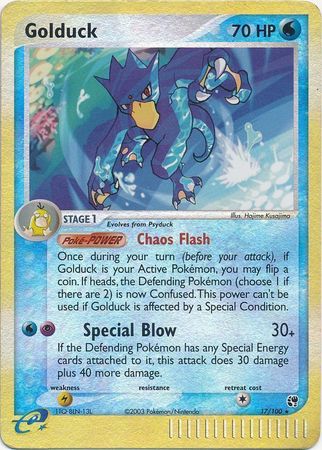 Golduck 70 HP
Illus. Hajime Kusajima
STAGE 1
Evolves from Psyduck
Poké-POWER Chaos Flash
Once during your turn (before your attack), if
Golduck is your Active Pokémon, you may flip a
coin. If heads, the Defending Pokémon (choose 1 if
there are 2) is now Confused. This power can't be
used if Golduck is affected by a Special Condition.
Special Blow 30+
If the Defending Pokémon has any Special Energy
cards attached to it, this attack does 30 damage
plus 40 more damage.
weakness resistance retreat cost
e ©2003 Pokémon/Nintendo 17/100 ★